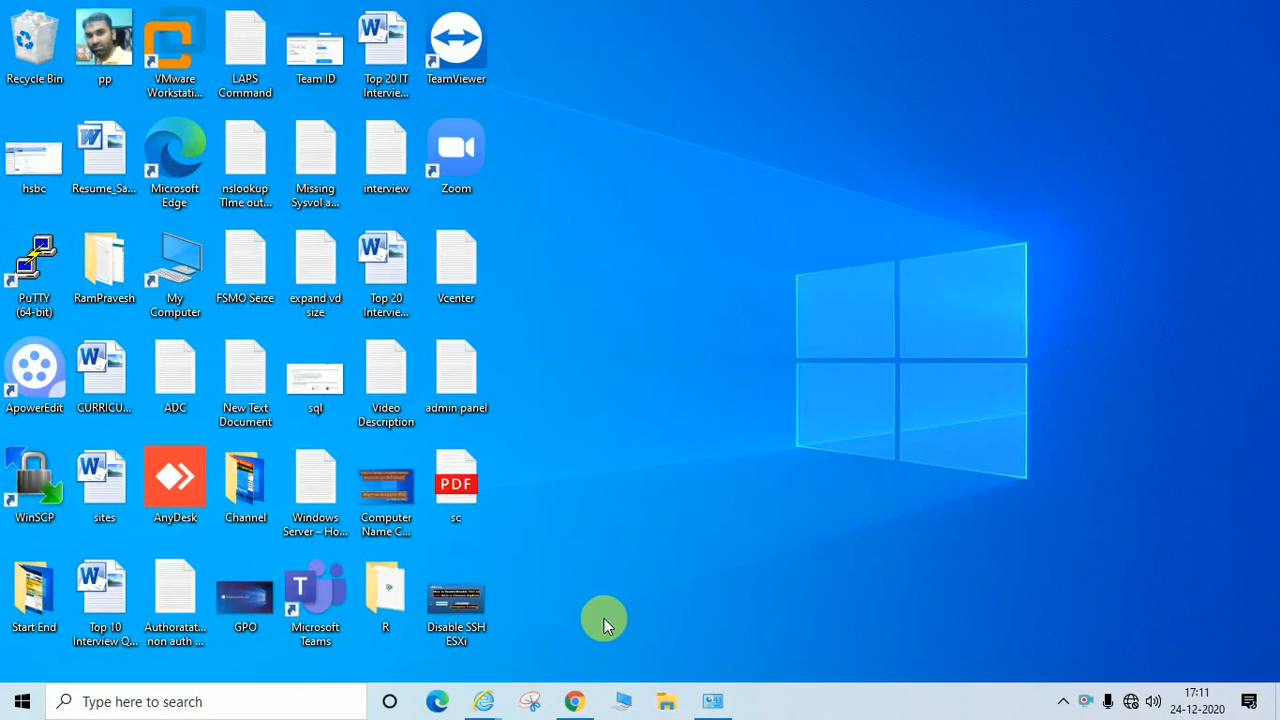 Recycle Bin
pp
VMware
Workstati...
LAPS
Command
Team ID
Top 20 IT
Intervie...
TeamViewer
hsbc
Resume_Sa...
Microsoft
Edge
nslookup
TIme out...
Missing
Sysvol a...
interview
Zoom
PuTTY
(64-bit)
RamPravesh
My
Computer
FSMO Seize
expand vd
size
Top 20
Intervie...
Vcenter
ApowerEdit
CURRICU...
ADC
New Text
Document
sql
Video
Description
admin panel
WinSCP
sites
AnyDesk
Channel
Windows
Server – Ho...
Computer
Name C...
PDF
sc
Start End
Top 10
Interview Q...
Authoratat...
non auth ...
GPO
Microsoft
Teams
R
Disable SSH
ESXi
Type here to search
17:11
24-12-2020